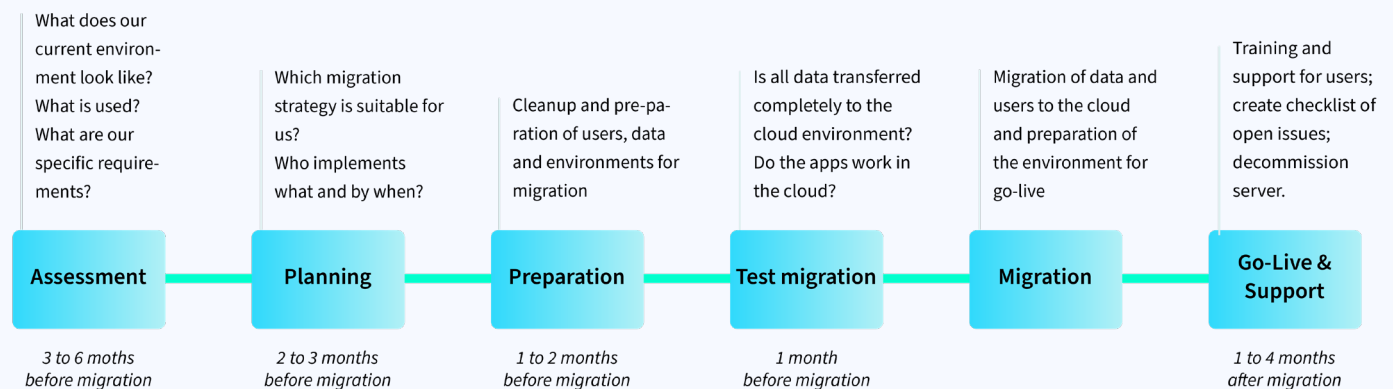 What does our
current environ-
ment look like?
What is used?
What are our
specific require-
ments?
Assessment
3 to 6 moths
before migration
Which migration
strategy is suitable for
us?
Who implements
what and by when?
Planning
2 to 3 months
before migration
Cleanup and pre-pa-
ration of users, data
and environments for
migration
Preparation
1 to 2 months
before migration
Is all data transferred
completely to the
cloud environment?
Do the apps work in
the cloud?
Test migration
1 month
before migration
Migration of data and
users to the cloud
and preparation of
the environment for
go-live
Migration
Training and
support for users;
create checklist of
open issues;
decommission
server.
Go-Live &
Support
1 to 4 months
after migration